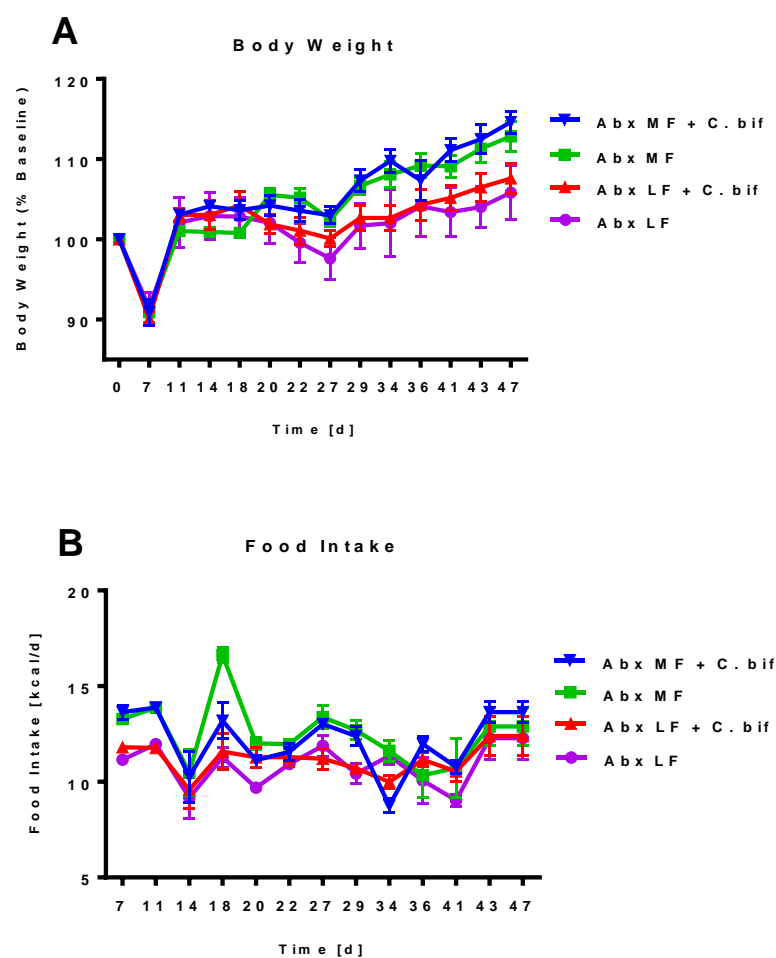 A
Body Weight
Body Weight (% Baseline)
120
110
100
90
0 7 11 14 18 20 22 27 29 34 36 41 43 47
Time [d]
Abx MF + C. bif
Abx MF
Abx LF + C. bif
Abx LF
B
Food Intake
Food Intake [kcal/d]
20
15
10
5
7 11 14 18 20 22 27 29 34 36 41 43 47
Time [d]
Abx MF + C. bif
Abx MF
Abx LF + C. bif
Abx LF